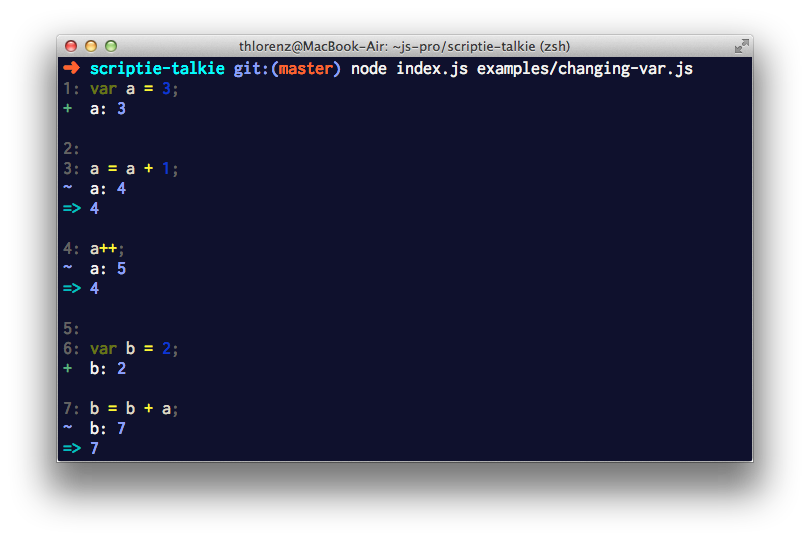 thlorenz@MacBook-Air: ~js-pro/scriptie-talkie (zsh)
➜ scriptie-talkie git:(master) node index.js examples/changing-var.js
1: var a = 3;
+ a: 3
2:
3: a = a + 1;
~ a: 4
=> 4
4: a++;
~ a: 5
=> 4
5:
6: var b = 2;
+ b: 2
7: b = b + a;
~ b: 7
=> 7